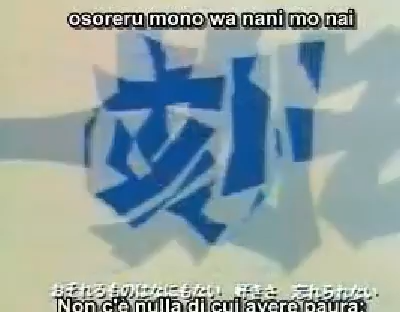 osoreru mono wa nani mo nai
刻
おそれるものはなにもない 好きさ 忘れられない
Non c'è nulla di cui avere paura;